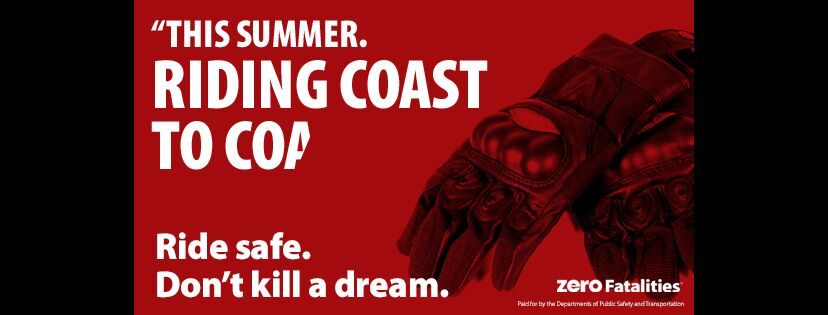 “THIS SUMMER.
RIDING COAST
TO COA
Ride safe.
Don’t kill a dream.
zero Fatalities®
Paid for by the Departments of Public Safety and Transportation